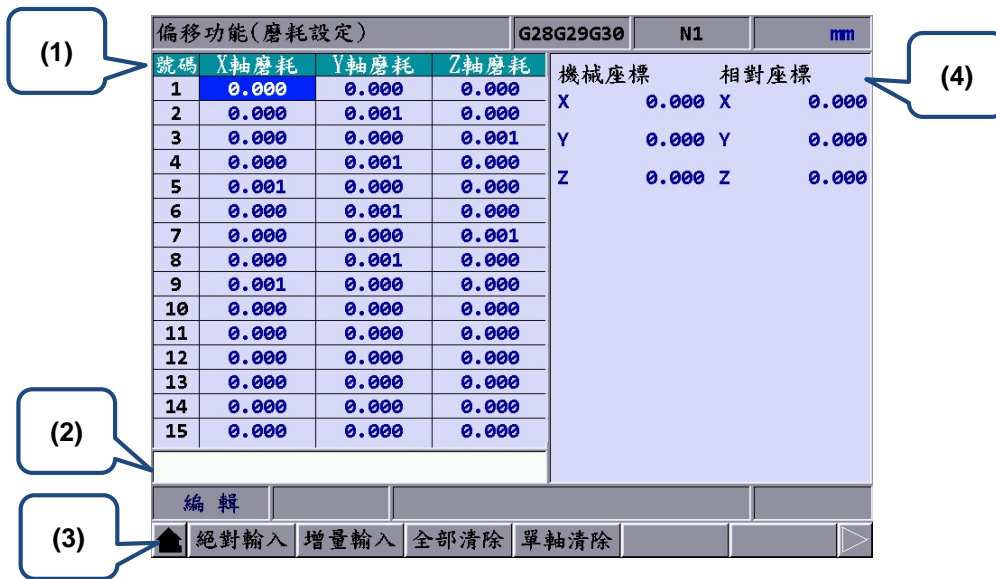 偏移功能(磨耗設定) G28G29G30 N1 mm
(1)
號碼 X軸磨耗 Y軸磨耗 Z軸磨耗
1 0.000 0.000 0.000
2 0.000 0.001 0.000
3 0.000 0.000 0.001
4 0.000 0.001 0.000
5 0.001 0.000 0.000
6 0.000 0.001 0.000
7 0.000 0.000 0.001
8 0.000 0.001 0.000
9 0.001 0.000 0.000
10 0.000 0.000 0.000
11 0.000 0.000 0.000
12 0.000 0.000 0.000
13 0.000 0.000 0.000
14 0.000 0.000 0.000
15 0.000 0.000 0.000
機械座標 相對座標
X 0.000 X 0.000
Y 0.000 Y 0.000
Z 0.000 Z 0.000
(4)
(2)
編輯
(3)
絕對輸入 增量輸入 全部清除 單軸清除